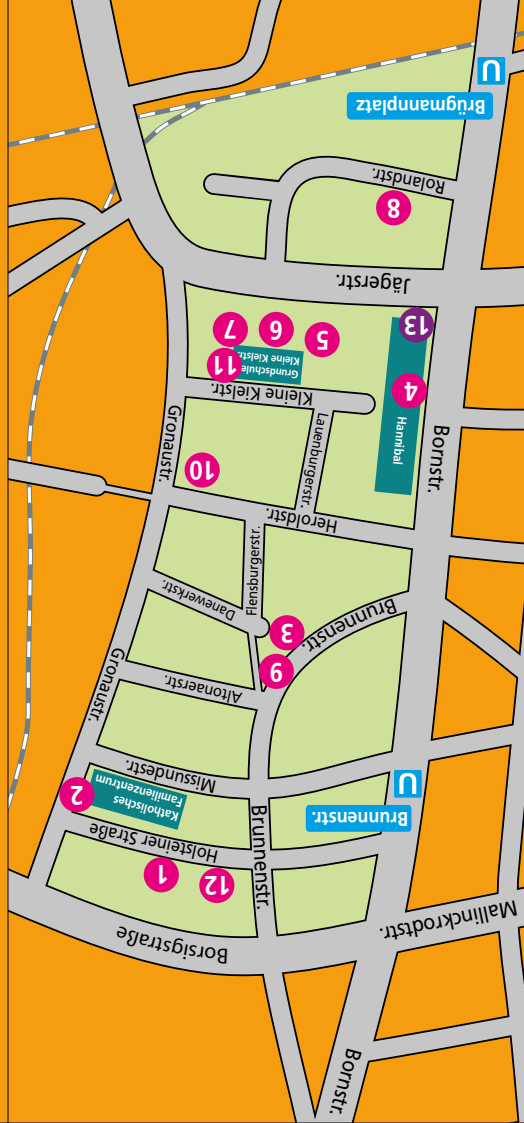 Bornstr.
Mallinckrodtstr.
Borsigstraße
12
1
Holsteiner Straße
Brunnenstr.
Brunnenstr.
U
Katholisches
Familienzentrum
2
Missundestr.
Altonaerstr.
Gronaustr.
9
3
Brunnenstr.
Danewerkstr.
Flensburgerstr.
Heroldstr.
10
Lauenburgerstr.
Bornstr.
Gronaustr.
Hannibal
4
Kleine Kielstr.
11
Grundschule
Kleine Kielstr.
5
6
7
13
Jägerstr.
8
Rolandstr.
Brügmannplatz
U